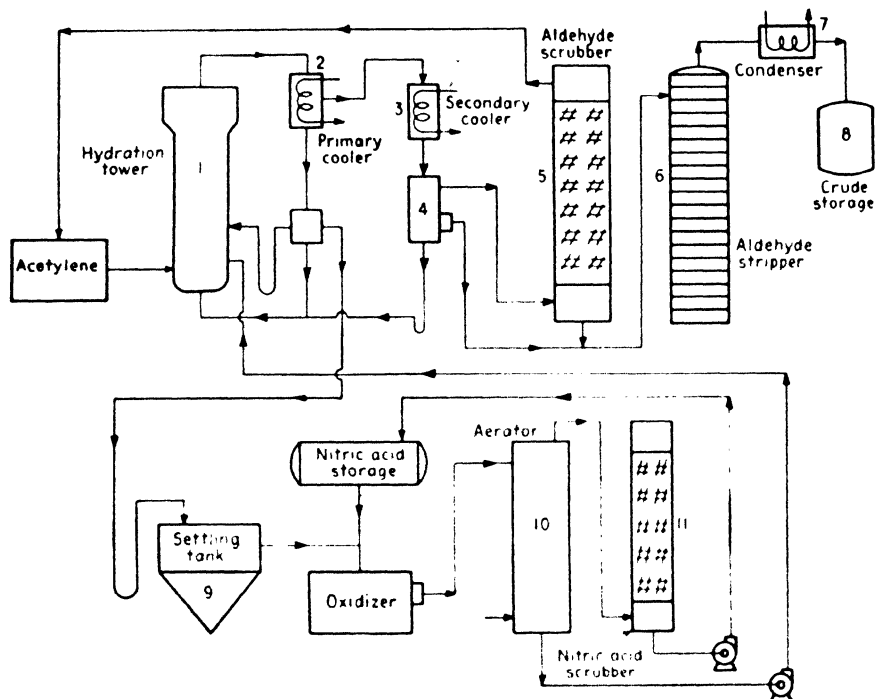 7
Aldehyde
scrubber
2
Condenser
3
Secondary
cooler
Primary
cooler
Hydration
tower
1
4
5
6
8
Crude
storage
Aldehyde
stripper
Acetylene
Aerator
Nitric acid
storage
Settling
tank
9
10
11
Oxidizer
Nitric acid
scrubber